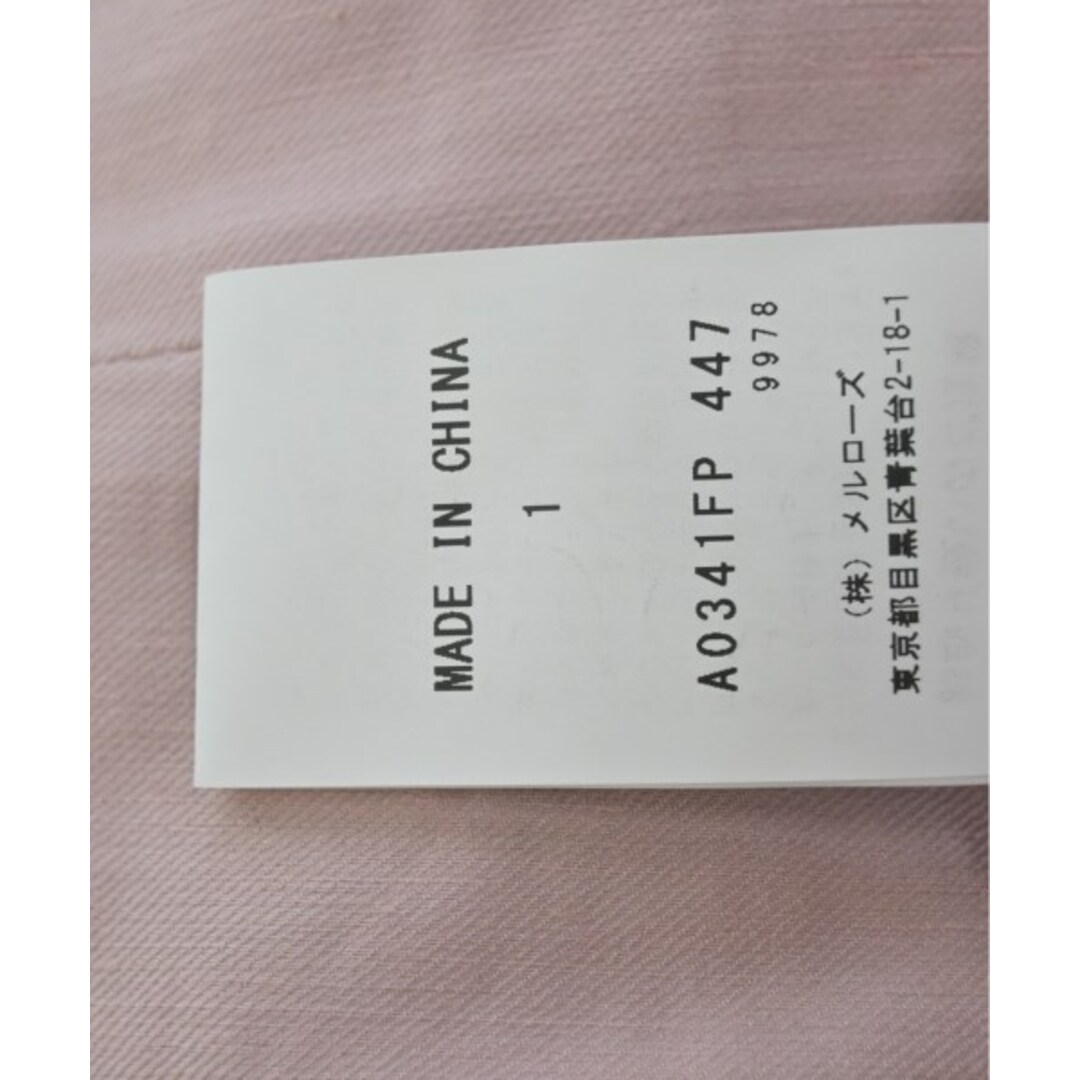 MADE IN CHINA
1
A0341FP 447
9978
(株) メルローズ
東京都目黒区青葉台2-18-1